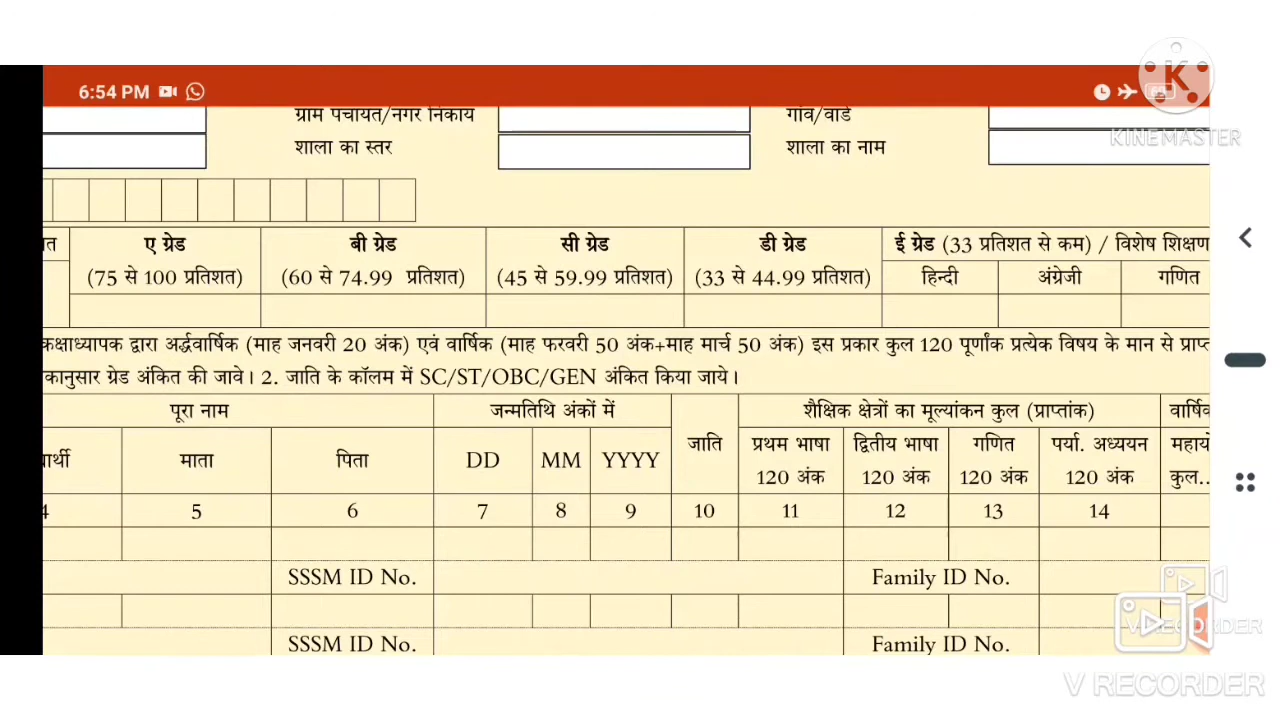 6:54 PM
KINEMASTER
ग्राम पंचायत/नगर निकाय गाँव/वार्ड
शाला का स्तर शाला का नाम
ए ग्रेड बी ग्रेड सी ग्रेड डी ग्रेड ई ग्रेड (33 प्रतिशत से कम) / विशेष शिक्षण
(75 से 100 प्रतिशत) (60 से 74.99 प्रतिशत) (45 से 59.99 प्रतिशत) (33 से 44.99 प्रतिशत) हिन्दी अंग्रेजी गणित
कक्षाध्यापक द्वारा अर्द्धवार्षिक (माह जनवरी 20 अंक) एवं वार्षिक (माह फरवरी 50 अंक+माह मार्च 50 अंक) इस प्रकार कुल 120 पूर्णांक प्रत्येक विषय के मान से
कानुसार ग्रेड अंकित की जावे। 2. जाति के कॉलम में SC/ST/OBC/GEN अंकित किया जाये।
पूरा नाम जन्मतिथि अंकों में जाति शैक्षिक क्षेत्रों का मूल्यांकन कुल (प्राप्तांक)
माता पिता DD MM YYYY प्रथम भाषा द्वितीय भाषा गणित पर्या. अध्ययन
120 अंक 120 अंक 120 अंक 120 अंक कुल..
4 5 6 7 8 9 10 11 12 13 14
SSSM ID No. Family ID No.
SSSM ID No. Family ID No.
V RECORDER
V RECORDER